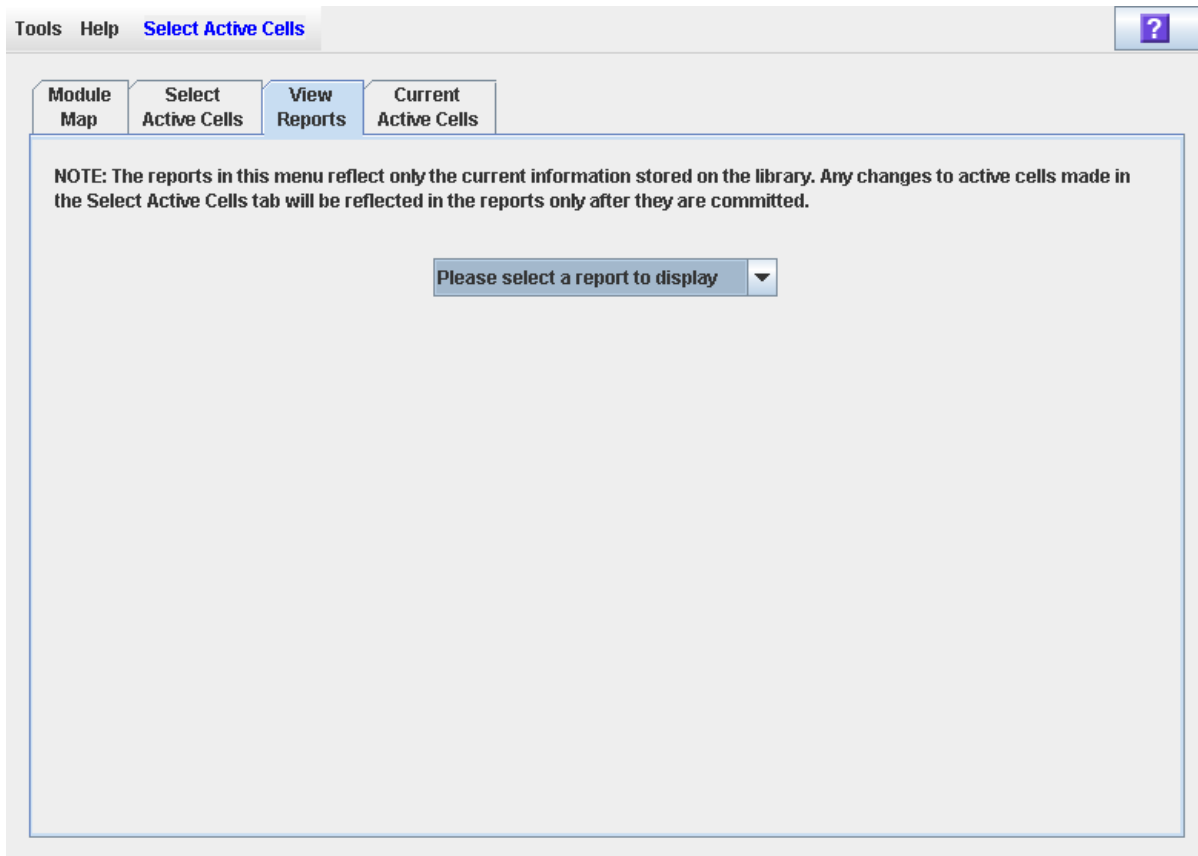 Tools Help Select Active Cells
?
Module Map
Select Active Cells
View Reports
Current Active Cells
NOTE: The reports in this menu reflect only the current information stored on the library. Any changes to active cells made in
the Select Active Cells tab will be reflected in the reports only after they are committed.
Please select a report to display